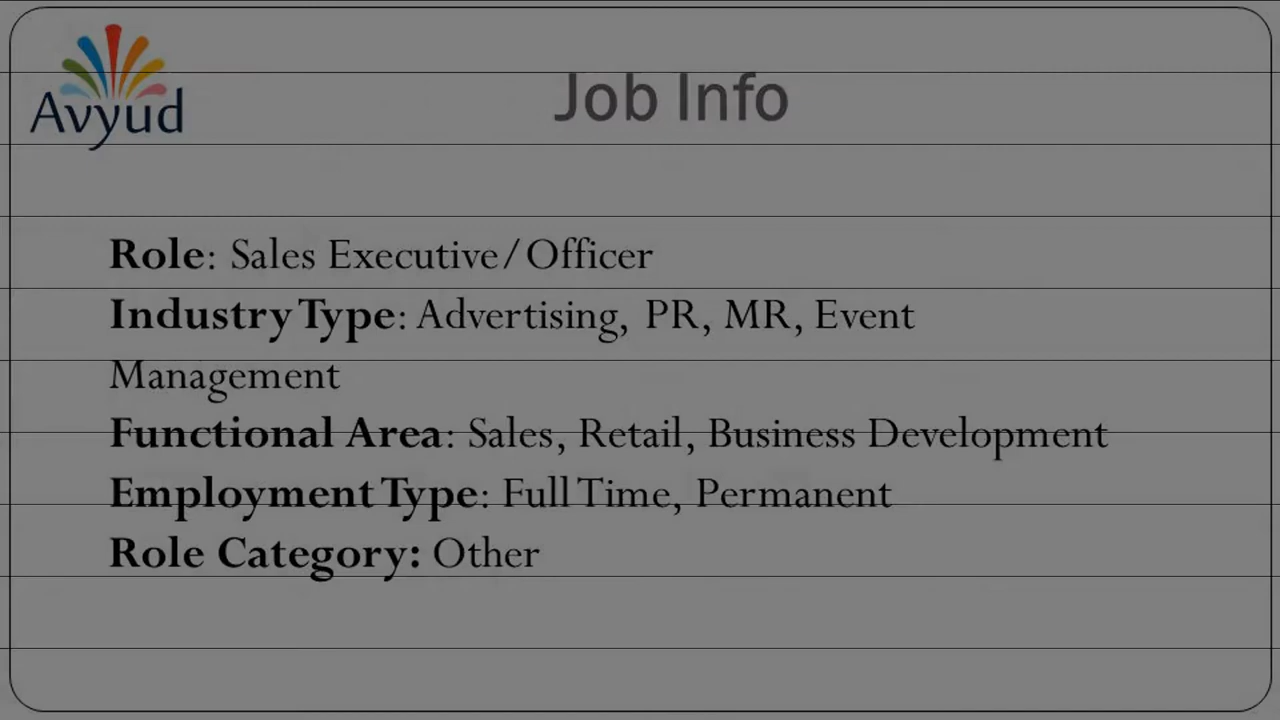 Avyud
Job Info
Role: Sales Executive/Officer
Industry Type: Advertising, PR, MR, Event
Management
Functional Area: Sales, Retail, Business Development
Employment Type: Full Time, Permanent
Role Category: Other